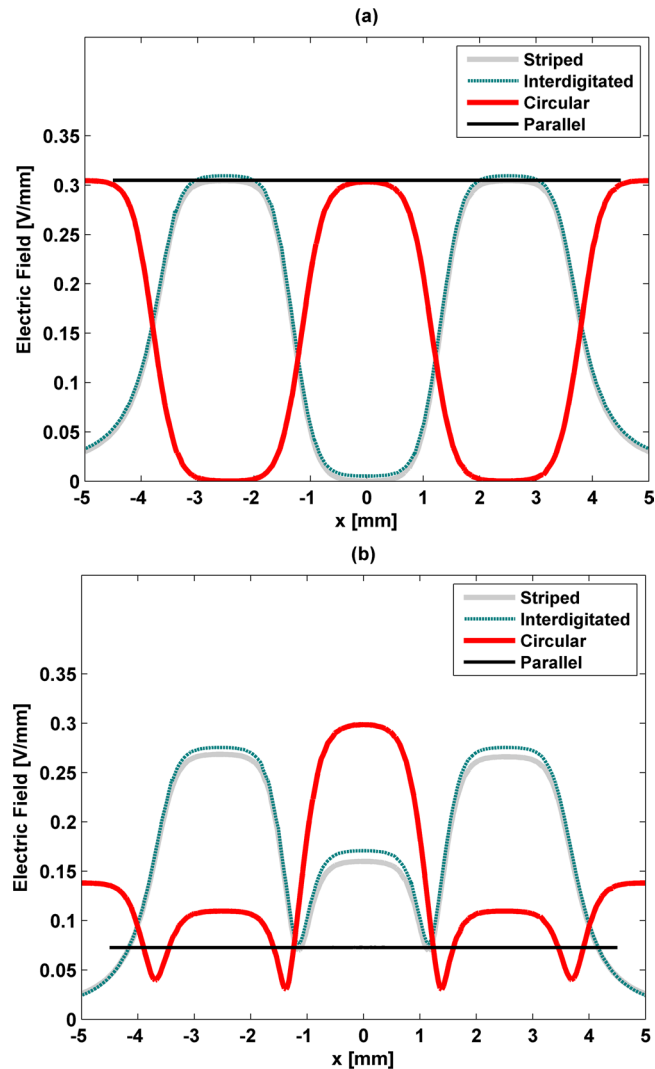 (a)
Striped
Interdigitated
Circular
Parallel
Electric Field [V/mm]
0.35
0.3
0.25
0.2
0.15
0.1
0.05
0
-5 -4 -3 -2 -1 0 1 2 3 4 5
x [mm]
(b)
Striped
Interdigitated
Circular
Parallel
Electric Field [V/mm]
0.35
0.3
0.25
0.2
0.15
0.1
0.05
0
-5 -4 -3 -2 -1 0 1 2 3 4 5
x [mm]